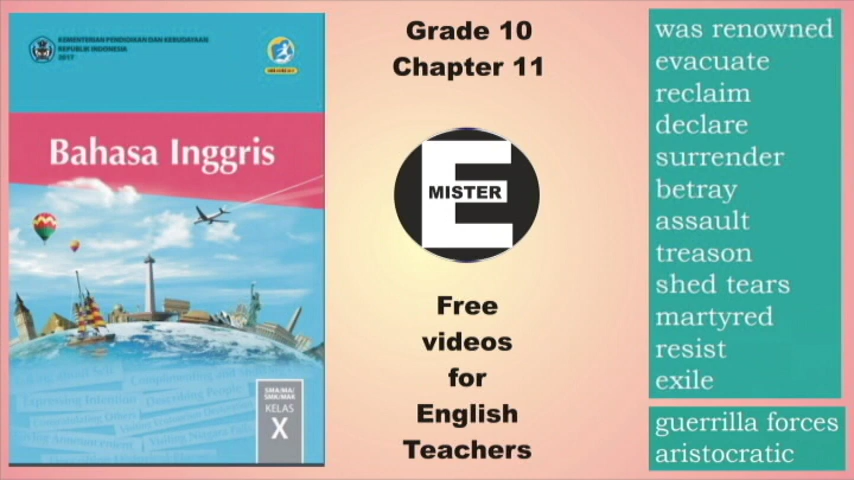 KEMENTERIAN PENDIDIKAN DAN KEBUDAYAAN
REPUBLIK INDONESIA
2017
Bahasa Inggris
SMA/MA/
SMK/MAK
KELAS
X
Grade 10
Chapter 11
MISTER
E
Free
videos
for
English
Teachers
was renowned
evacuate
reclaim
declare
surrender
betray
assault
treason
shed tears
martyred
resist
exile
guerrilla forces
aristocratic